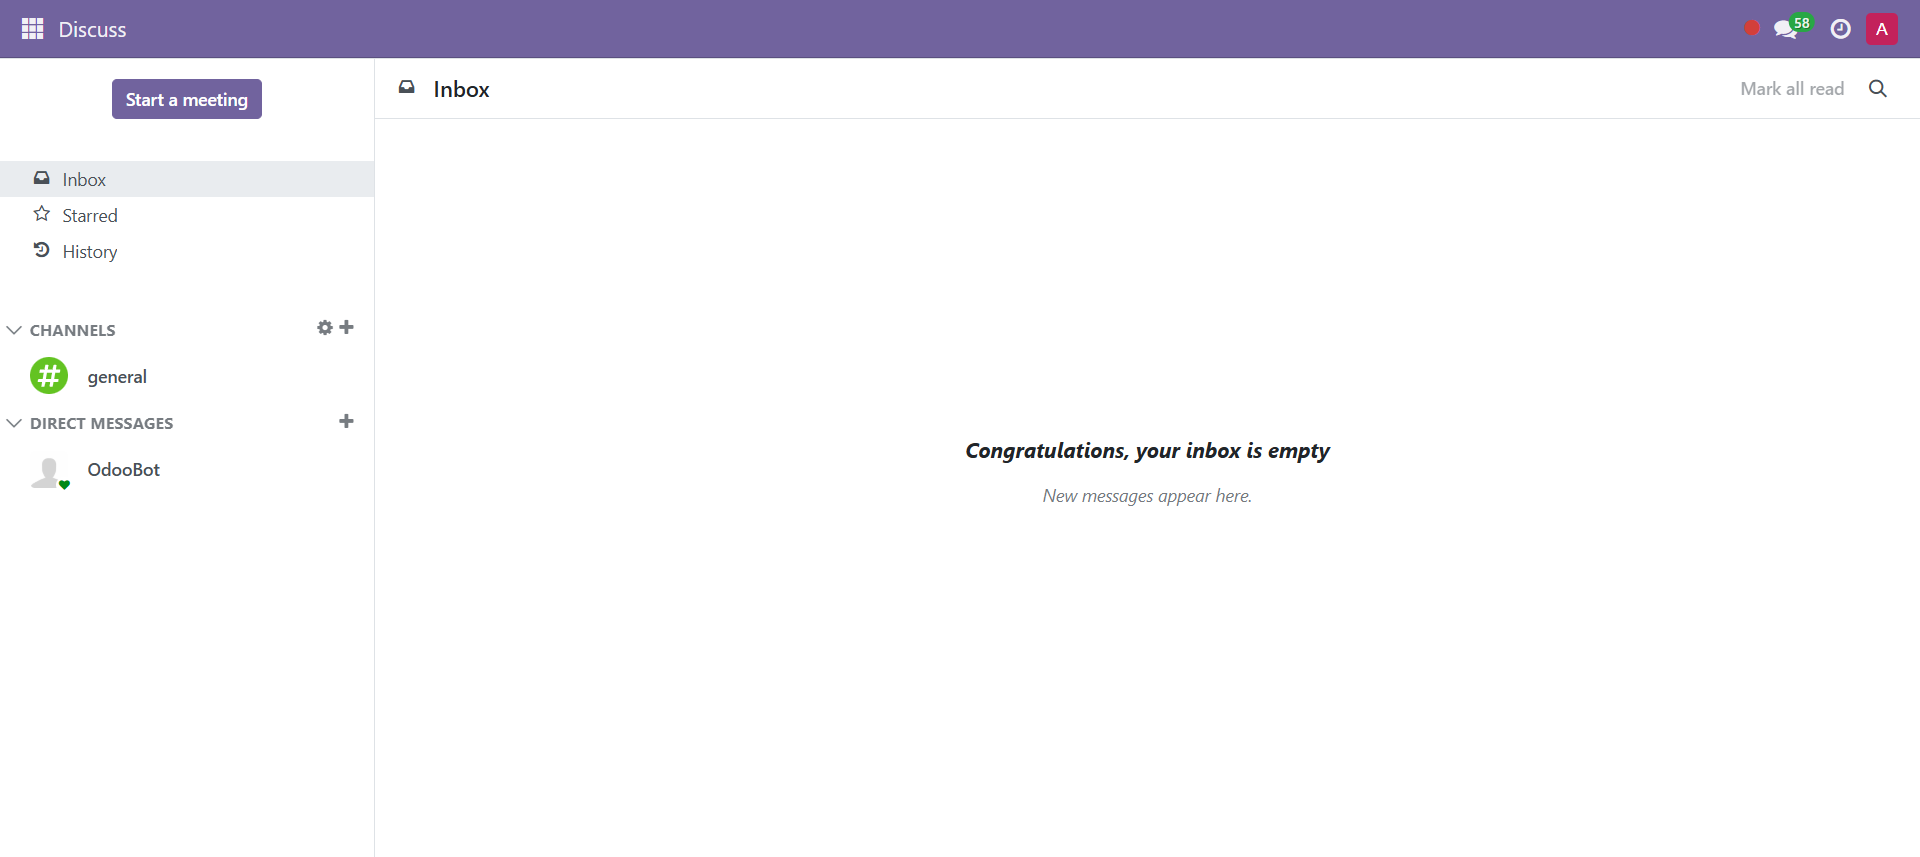 Discuss
58
A
Start a meeting
Inbox
Mark all read
Inbox
Starred
History
CHANNELS
general
DIRECT MESSAGES
OdooBot
Congratulations, your inbox is empty
New messages appear here.